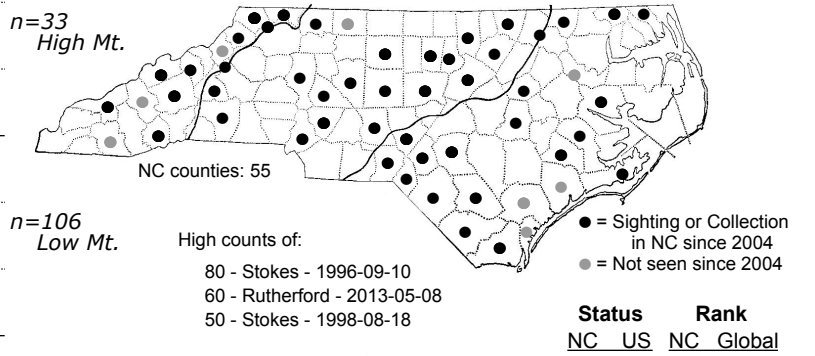 n=33
High Mt.
NC counties: 55
n=106
Low Mt.
High counts of:
80 - Stokes - 1996-09-10
60 - Rutherford - 2013-05-08
50 - Stokes - 1998-08-18
= Sighting or Collection
in NC since 2004
= Not seen since 2004
Status Rank
NC US NC Global